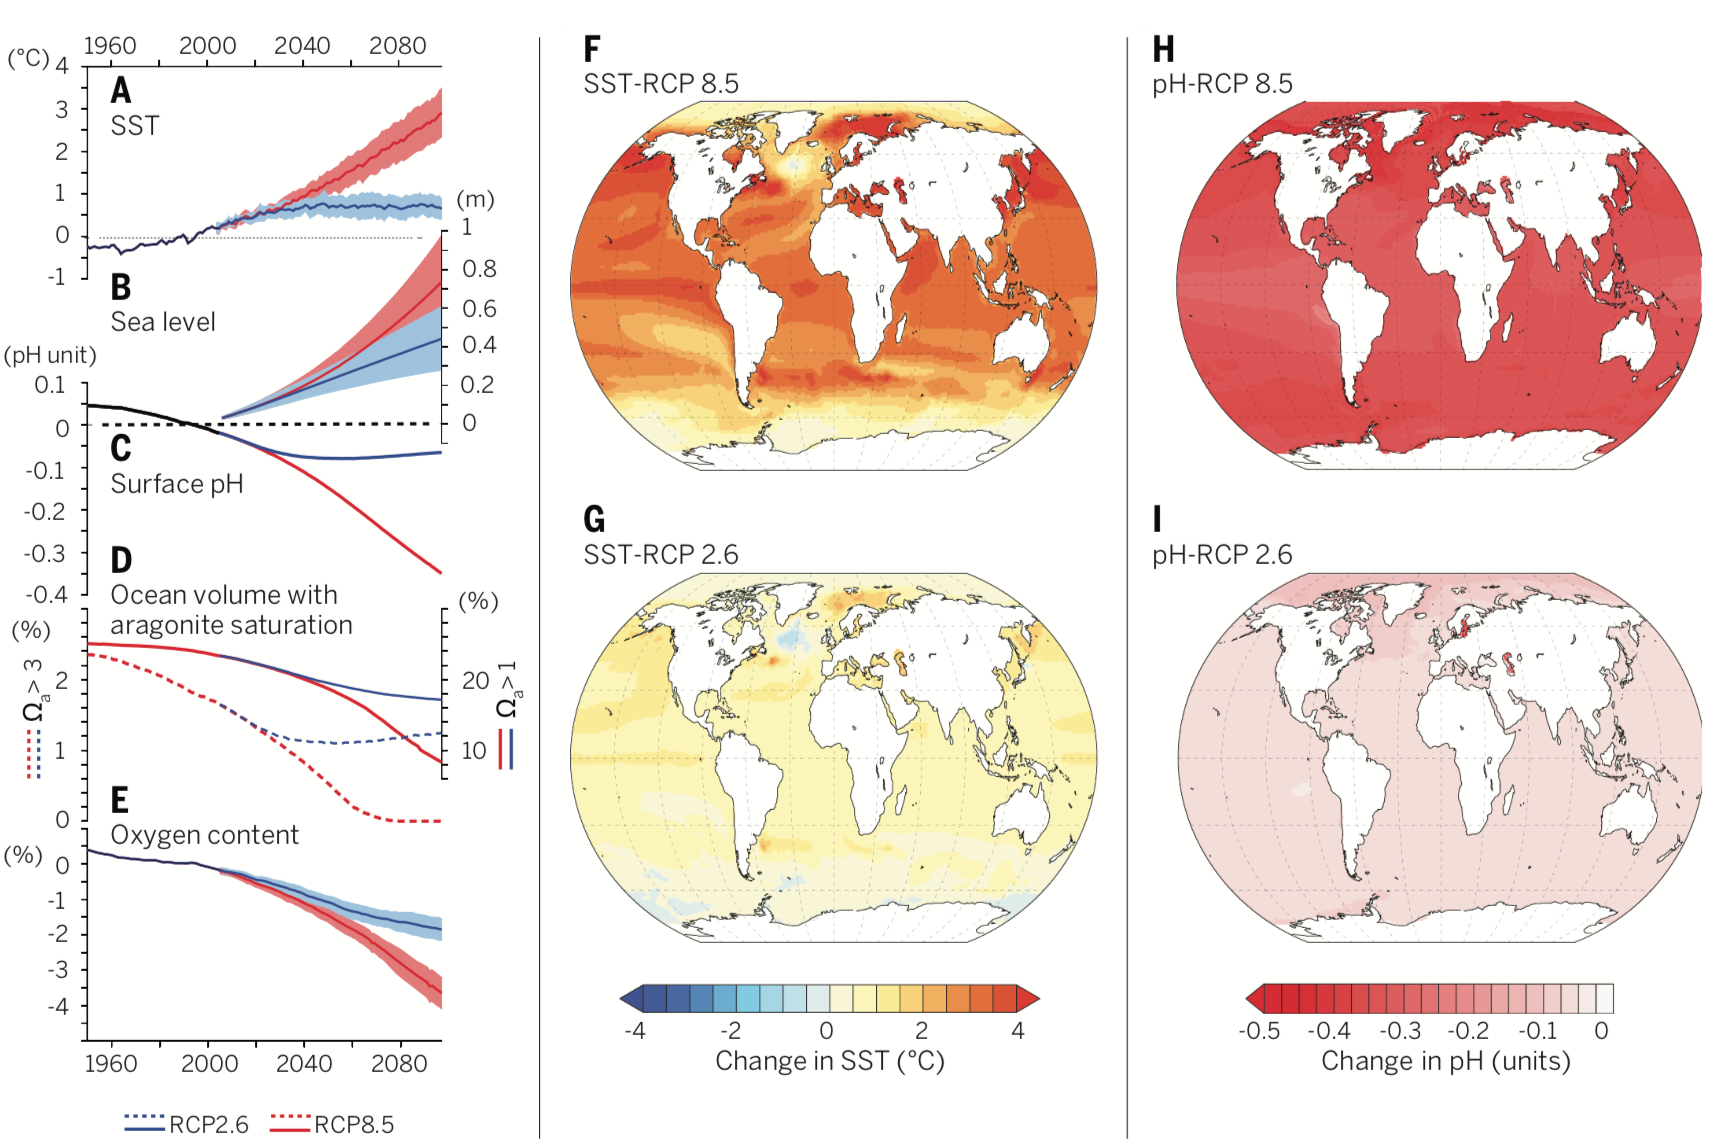 1960 2000 2040 2080
(°C)
4
3
2
1
0
-1
A
SST
(m)
1
0.8
0.6
0.4
0.2
0
B
Sea level
(pH unit)
0.1
0
-0.1
-0.2
-0.3
-0.4
C
Surface pH
D
Ocean volume with
aragonite saturation
(%)
2
1
0
Ωa > 3
(%)
20
10
Ωa > 1
E
Oxygen content
(%)
0
-1
-2
-3
-4
1960 2000 2040 2080
RCP2.6 RCP8.5
F
SST-RCP 8.5
G
SST-RCP 2.6
-4 -2 0 2 4
Change in SST (°C)
H
pH-RCP 8.5
I
pH-RCP 2.6
-0.5 -0.4 -0.3 -0.2 -0.1 0
Change in pH (units)